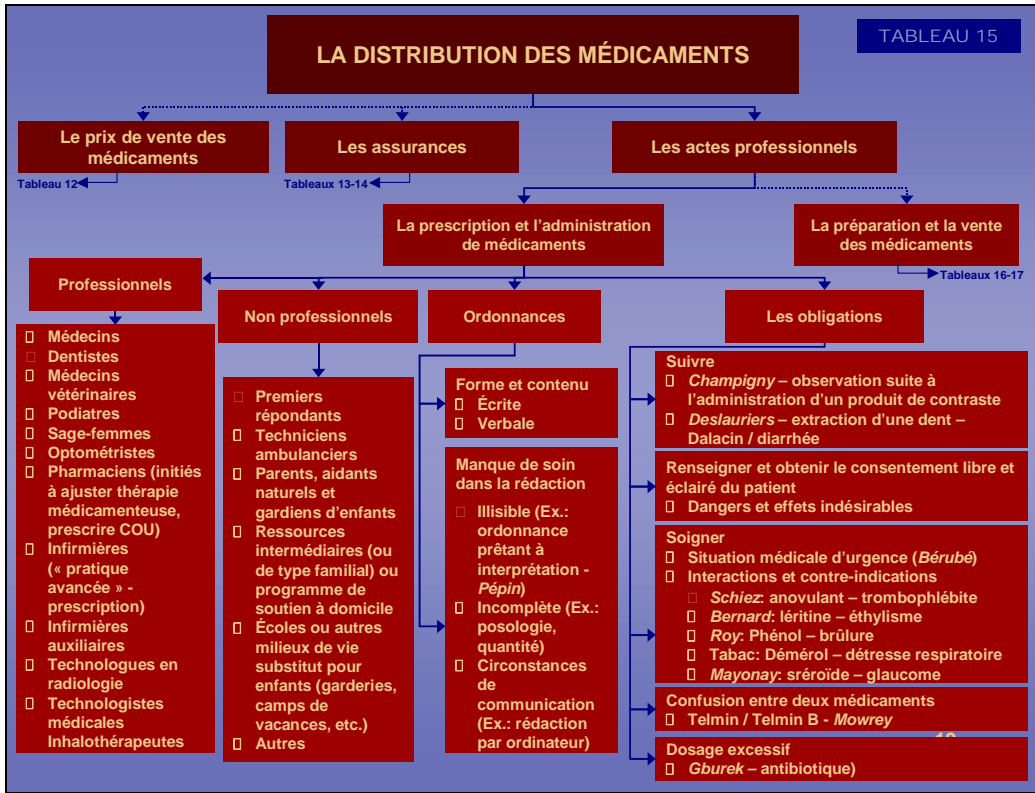 TABLEAU 15
LA DISTRIBUTION DES MÉDICAMENTS
Le prix de vente des
médicaments
Tableau 12
Les assurances
Tableaux 13-14
Les actes professionnels
La prescription et l'administration
de médicaments
La préparation et la vente
des médicaments
Tableaux 16-17
Professionnels
Médecins
Dentistes
Médecins
vétérinaires
Podiatres
Sage-femmes
Optométristes
Pharmaciens (initiés
à ajuster thérapie
médicamenteuse,
prescrire COU)
Infirmières
(« pratique
avancée » -
prescription)
Infirmières
auxiliaires
Technologues en
radiologie
Technologistes
médicales
Inhalothérapeutes
Non professionnels
Premiers
répondants
Techniciens
ambulanciers
Parents, aidants
naturels et
gardiens d'enfants
Ressources
intermédiaires (ou
de type familial) ou
programme de
soutien à domicile
Écoles ou autres
milieux de vie
substitut pour
enfants (garderies,
camps de
vacances, etc.)
Autres
Ordonnances
Forme et contenu
Écrite
Verbale
Manque de soin
dans la rédaction
Illisible (Ex.:
ordonnance
prêtant à
interprétation -
Pépin)
Incomplète (Ex.:
posologie,
quantité)
Circonstances
de
communication
(Ex.: rédaction
par ordinateur)
Les obligations
Suivre
Champigny – observation suite à
l'administration d'un produit de contraste
Deslauriers – extraction d'une dent –
Dalacin / diarrhée
Renseigner et obtenir le consentement libre et
éclairé du patient
Dangers et effets indésirables
Soigner
Situation médicale d'urgence (Bérubé)
Interactions et contre-indications
Schiez: anovulant – trombophlébite
Bernard: léritine – éthylisme
Roy: Phénol – brûlure
Tabac: Démérol – détresse respiratoire
Mayonay: sréroïde – glaucome
Confusion entre deux médicaments
Telmin / Telmin B - Mowrey
Dosage excessif
Gburek – antibiotique)